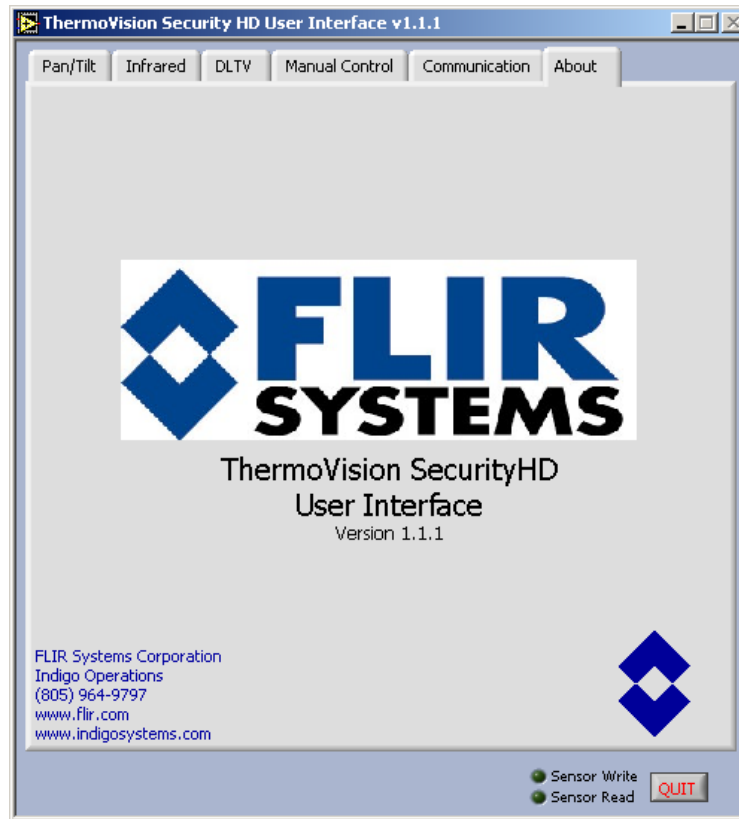 ThermoVision Security HD User Interface v1.1.1
Pan/Tilt Infrared DLTV Manual Control Communication About
FLIR
SYSTEMS
ThermoVision SecurityHD
User Interface
Version 1.1.1
FLIR Systems Corporation
Indigo Operations
(805) 964-9797
www.flir.com
www.indigosystems.com
Sensor Write
Sensor Read
QUIT